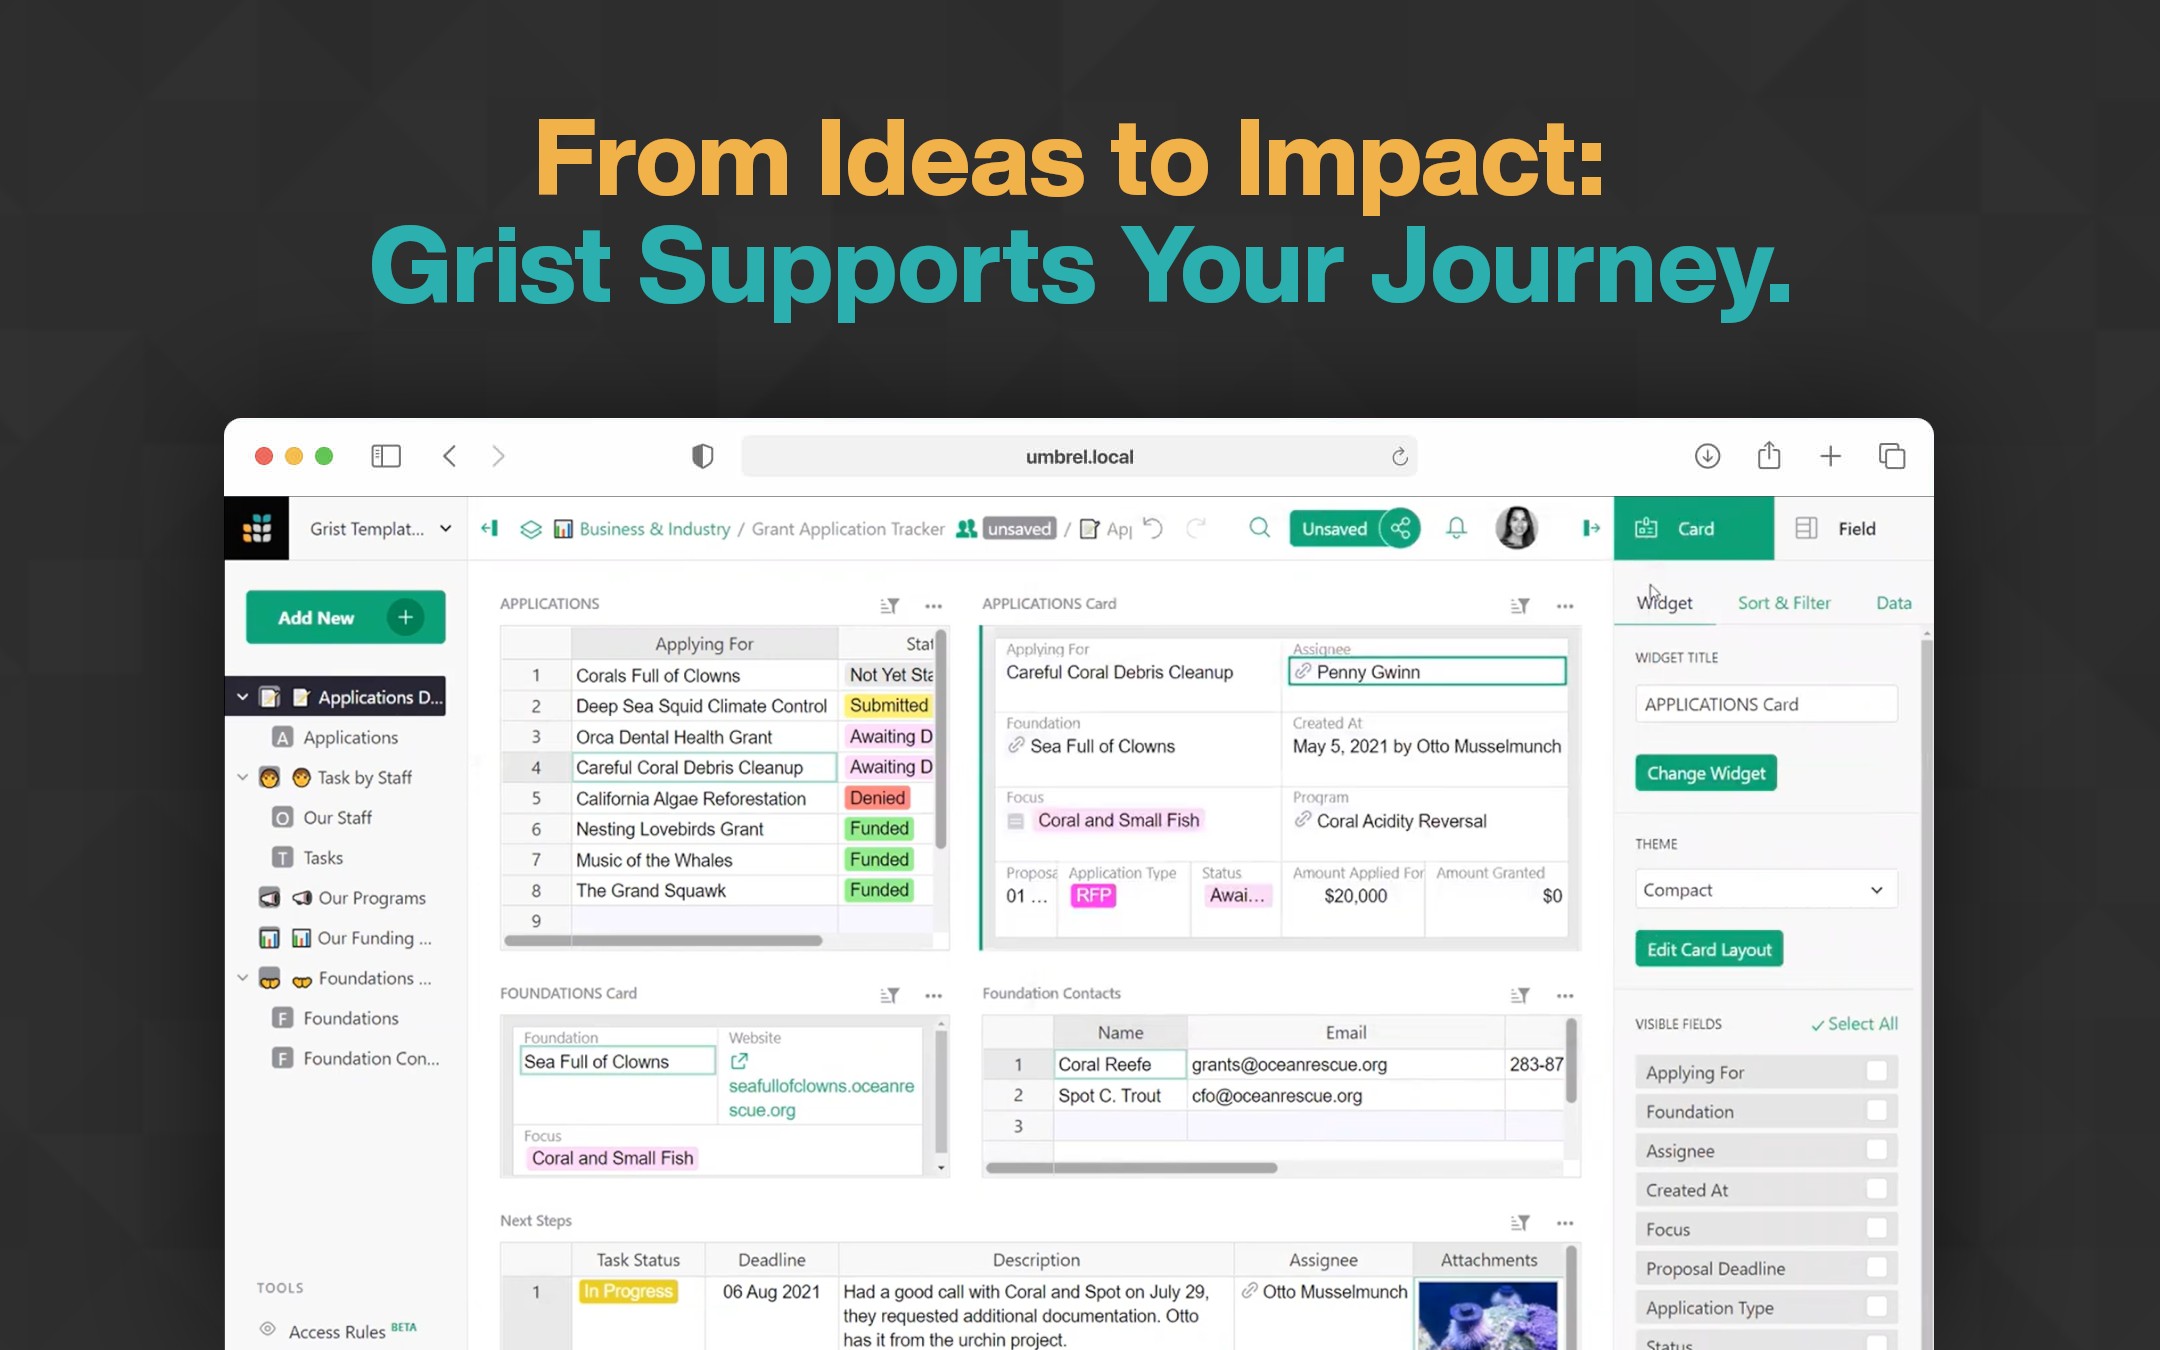 From Ideas to Impact:
Grist Supports Your Journey.
umbrel.local
Grist Templat...
Business & Industry / Grant Application Tracker unsaved /
Unsaved
Card
Field
Add New
Applications D...
Applications
Task by Staff
O Our Staff
T Tasks
Our Programs
Our Funding ...
Foundations ...
F Foundations
F Foundation Con...
TOOLS
Access Rules BETA
APPLICATIONS
Applying For
1 Corals Full of Clowns Not Yet
2 Deep Sea Squid Climate Control Submitted
3 Orca Dental Health Grant Awaiting D
4 Careful Coral Debris Cleanup Awaiting D
5 California Algae Reforestation Denied
6 Nesting Lovebirds Grant Funded
7 Music of the Whales Funded
8 The Grand Squawk Funded
9
APPLICATIONS Card
Applying For Assignee
Careful Coral Debris Cleanup Penny Gwinn
Foundation Created At
Sea Full of Clowns May 5, 2021 by Otto Musselmunch
Focus Program
Coral and Small Fish Coral Acidity Reversal
Application Type Status Amount Applied For Amount Granted
01 ... RFP Awai... $20,000 $0
FOUNDATIONS Card
Foundation Website
Sea Full of Clowns
seafullofclowns.oceanre
scue.org
Focus
Coral and Small Fish
Foundation Contacts
Name Email
1 Coral Reefe grants@oceanrescue.org 283-87
2 Spot C. Trout cfo@oceanrescue.org
3
Next Steps
Task Status Deadline Description Assignee Attachments
1 In Progress 06 Aug 2021 Had a good call with Coral and Spot on July 29, Otto Musselmunch
they requested additional documentation. Otto
has it from the urchin project.
Widget Sort & Filter Data
WIDGET TITLE
APPLICATIONS Card
Change Widget
THEME
Compact
Edit Card Layout
VISIBLE FIELDS Select All
Applying For
Foundation
Assignee
Created At
Focus
Proposal Deadline
Application Type
Status